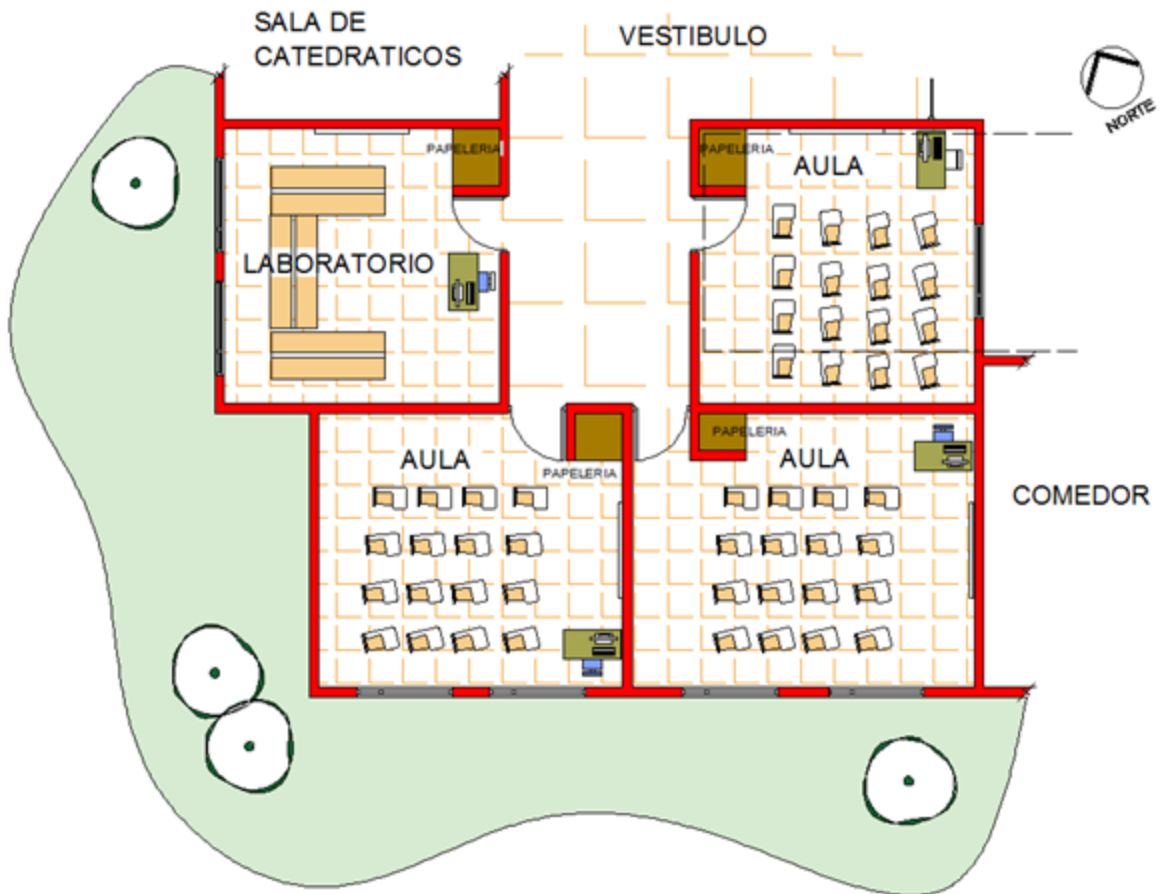 SALA DE
CATEDRATICOS
VESTIBULO
NORTE
PAPELERIA
PAPELERIA
AULA
LABORATORIO
AULA
PAPELERIA
PAPELERIA
AULA
COMEDOR